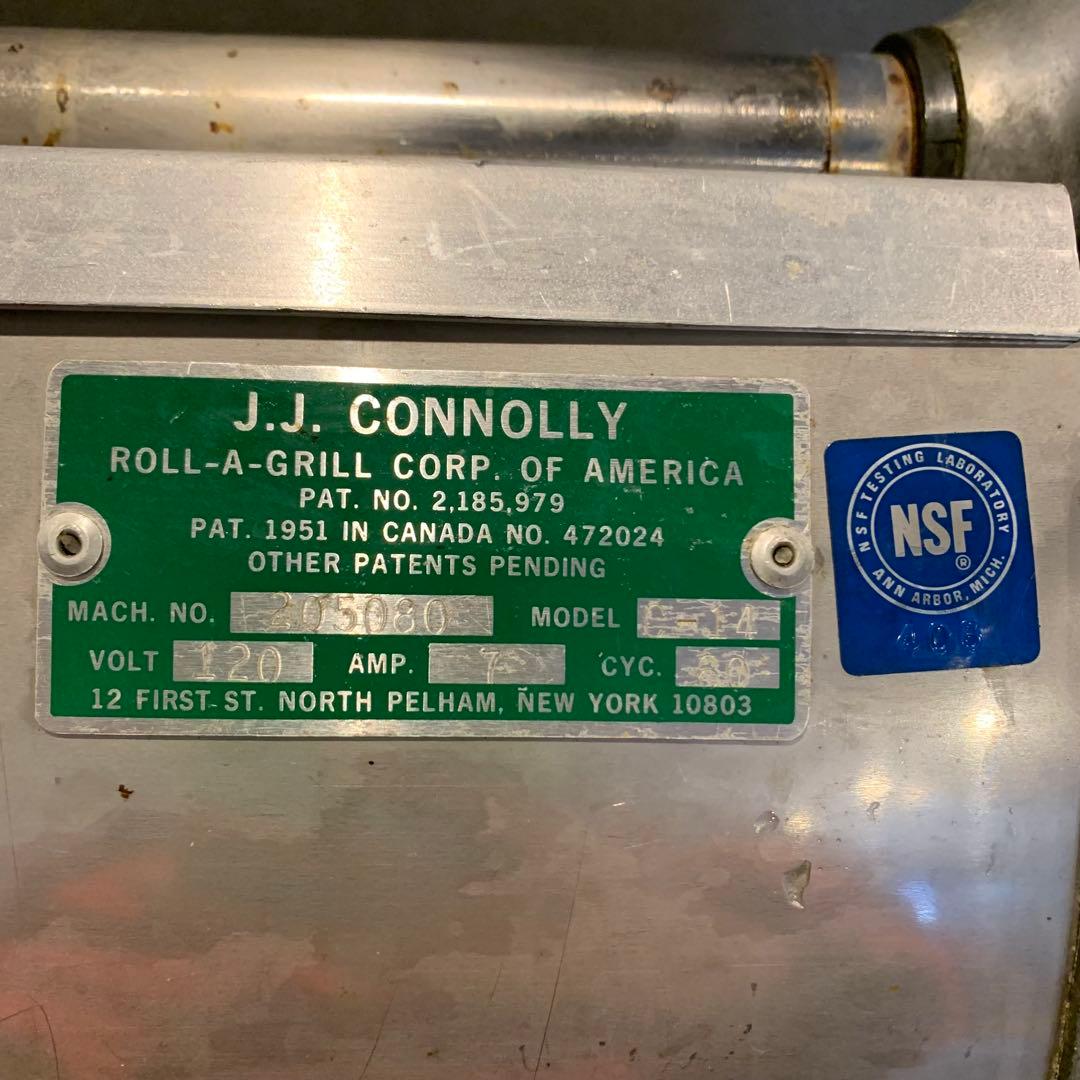 J.J. CONNOLLY
ROLL-A-GRILL CORP. OF AMERICA
PAT. NO. 2,185,979
PAT. 1951 IN CANADA NO. 472024
OTHER PATENTS PENDING
MACH. NO. 205080 MODEL -14
VOLT 120 AMP. 7 CYC.
12 FIRST ST. NORTH PELHAM, NEW YORK 10803
NSF TESTING LABORATORY
NSF®
ANN ARBOR, MICH.